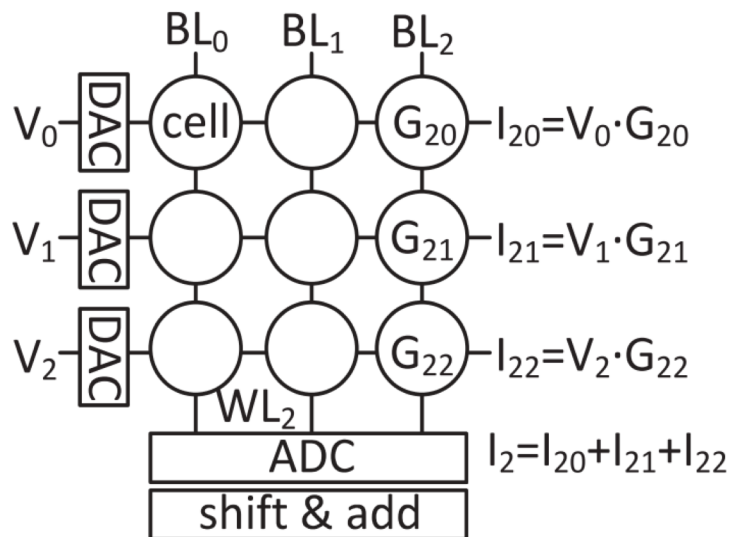 BL₀ BL₁ BL₂
V₀ DAC cell G₂₀ I₂₀=V₀·G₂₀
V₁ DAC G₂₁ I₂₁=V₁·G₂₁
V₂ DAC G₂₂ I₂₂=V₂·G₂₂
WL₂
ADC I₂=I₂₀+I₂₁+I₂₂
shift & add